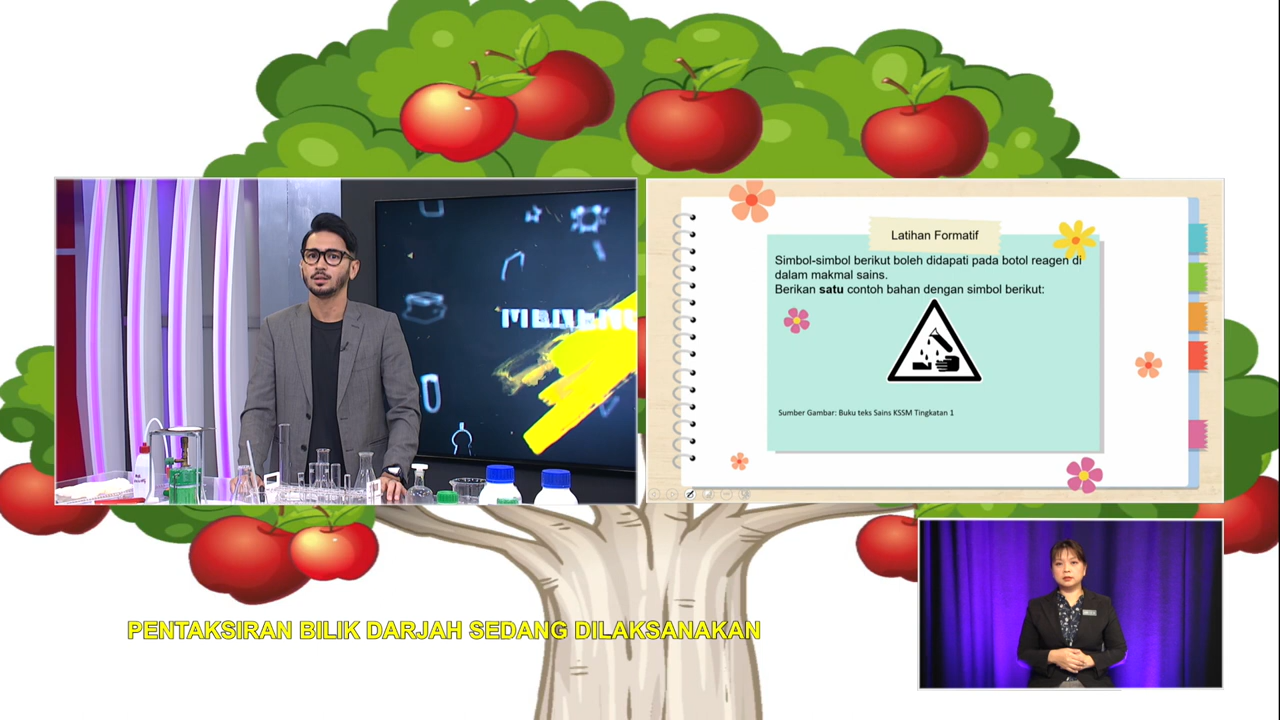 Latihan Formatif
Simbol-simbol berikut boleh didapati pada botol reagen di
dalam makmal sains.
Berikan satu contoh bahan dengan simbol berikut:
Sumber Gambar: Buku teks Sains KSSM Tingkatan 1
PENTAKSIRAN BILIK DARJAH SEDANG DILAKSANAKAN